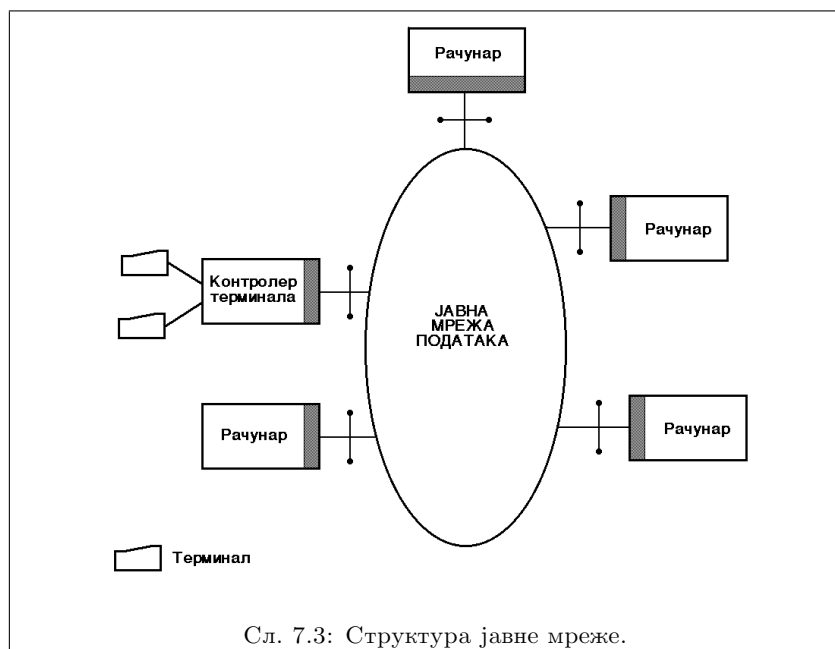 Рачунар
Рачунар
Контролер
терминала
ЈАВНА
МРЕЖА
ПОДАТАКА
Рачунар
Рачунар
Терминал
Сл. 7.3: Структура јавне мреже.